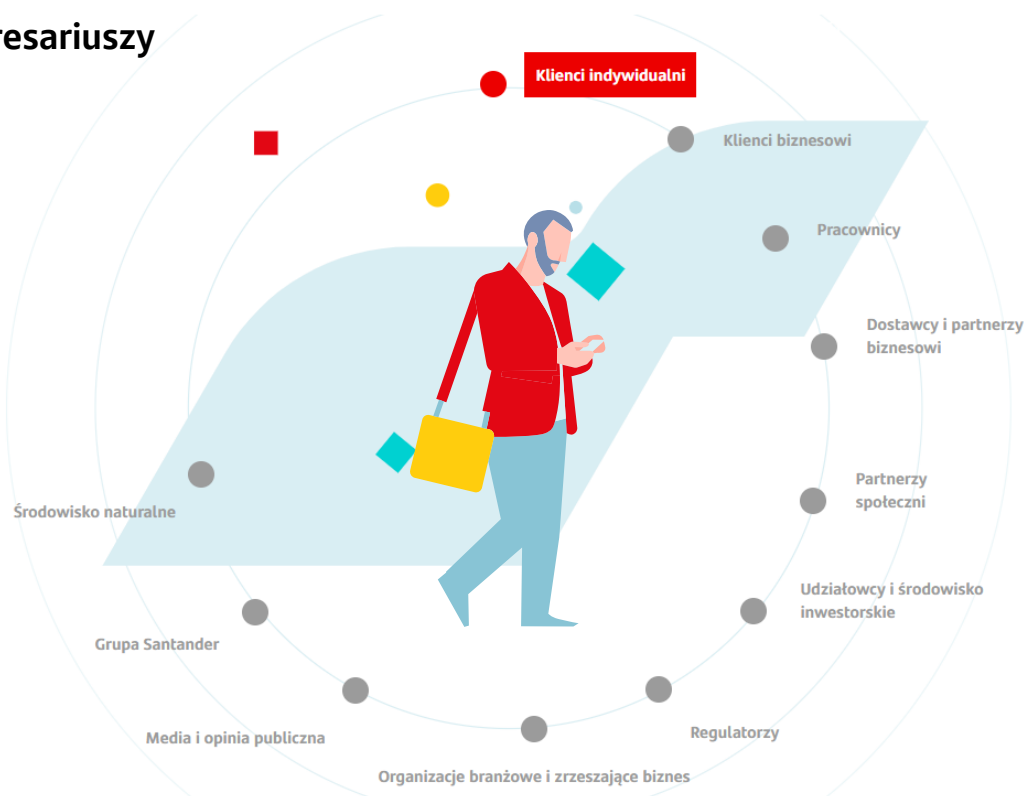 resariuszy
Klienci indywidualni
Klienci biznesowi
Pracownicy
Dostawcy i partnerzy
biznesowi
Partnerzy
społeczni
Udziałowcy i środowisko
inwestorskie
Regulatorzy
Organizacje branżowe i zrzeszające biznes
Media i opinia publiczna
Grupa Santander
Środowisko naturalne